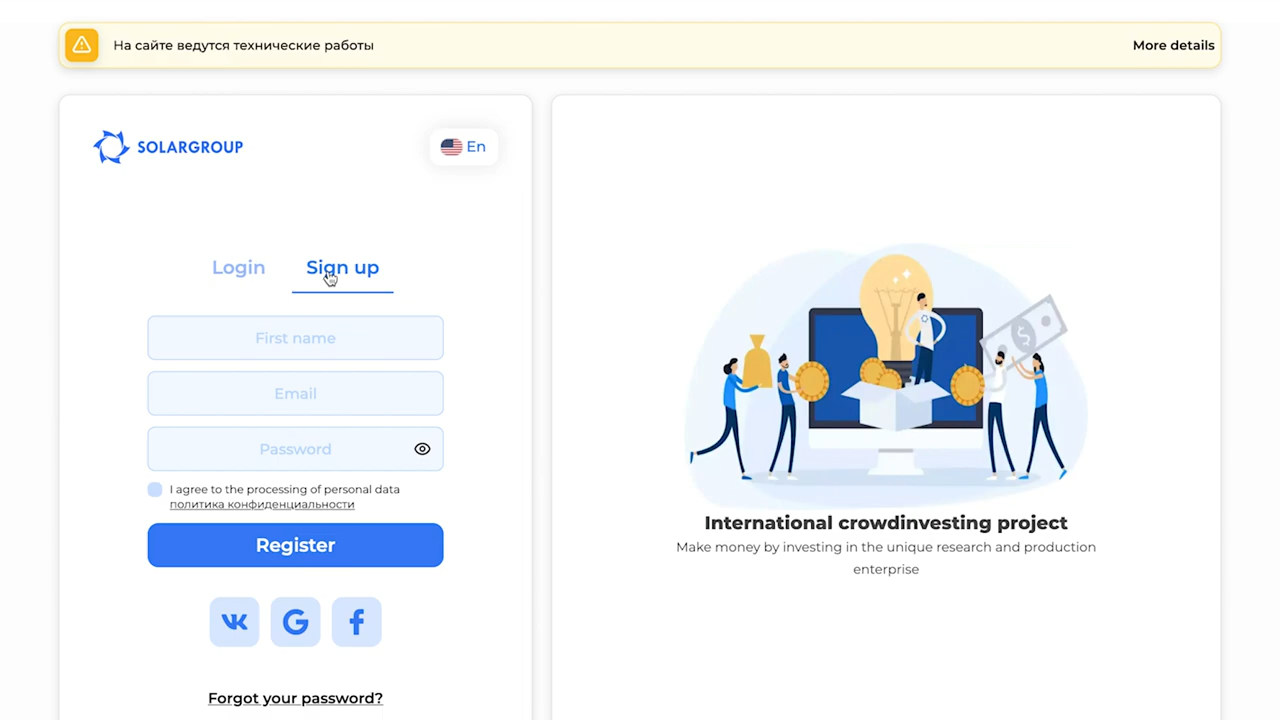 На сайте ведутся технические работы
More details
SOLARGROUP
En
Login
Sign up
First name
Email
Password
I agree to the processing of personal data
политика конфиденциальности
Register
Forgot your password?
International crowdinvesting project
Make money by investing in the unique research and production
enterprise